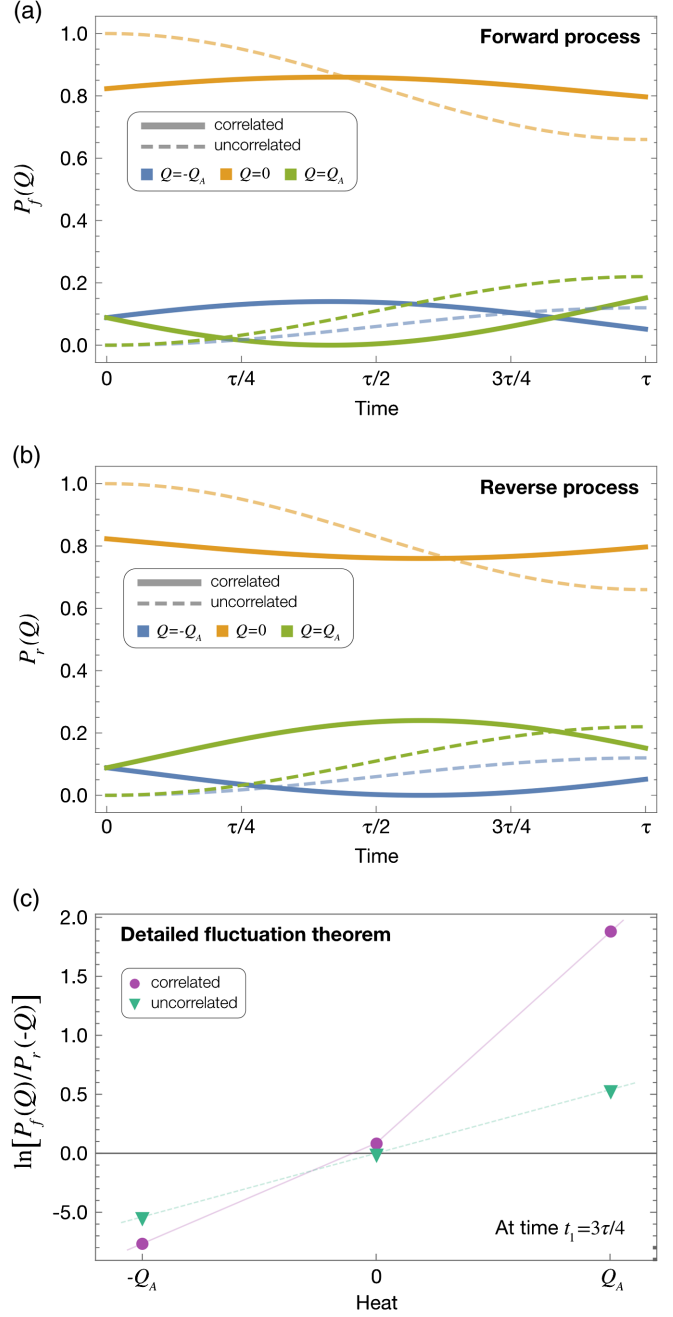 (a)
Forward process
1.0
0.8
0.6
0.4
0.2
0.0
P_f(Q)
correlated
uncorrelated
Q=-Q_A Q=0 Q=Q_A
0 τ/4 τ/2 3τ/4 τ
Time
(b)
Reverse process
1.0
0.8
0.6
0.4
0.2
0.0
P_r(Q)
correlated
uncorrelated
Q=-Q_A Q=0 Q=Q_A
0 τ/4 τ/2 3τ/4 τ
Time
(c)
Detailed fluctuation theorem
2.0
1.5
1.0
0.5
0.0
-5.0
ln[P_f(Q)/P_r(-Q)]
correlated
uncorrelated
At time t_1=3τ/4
-Q_A 0 Q_A
Heat